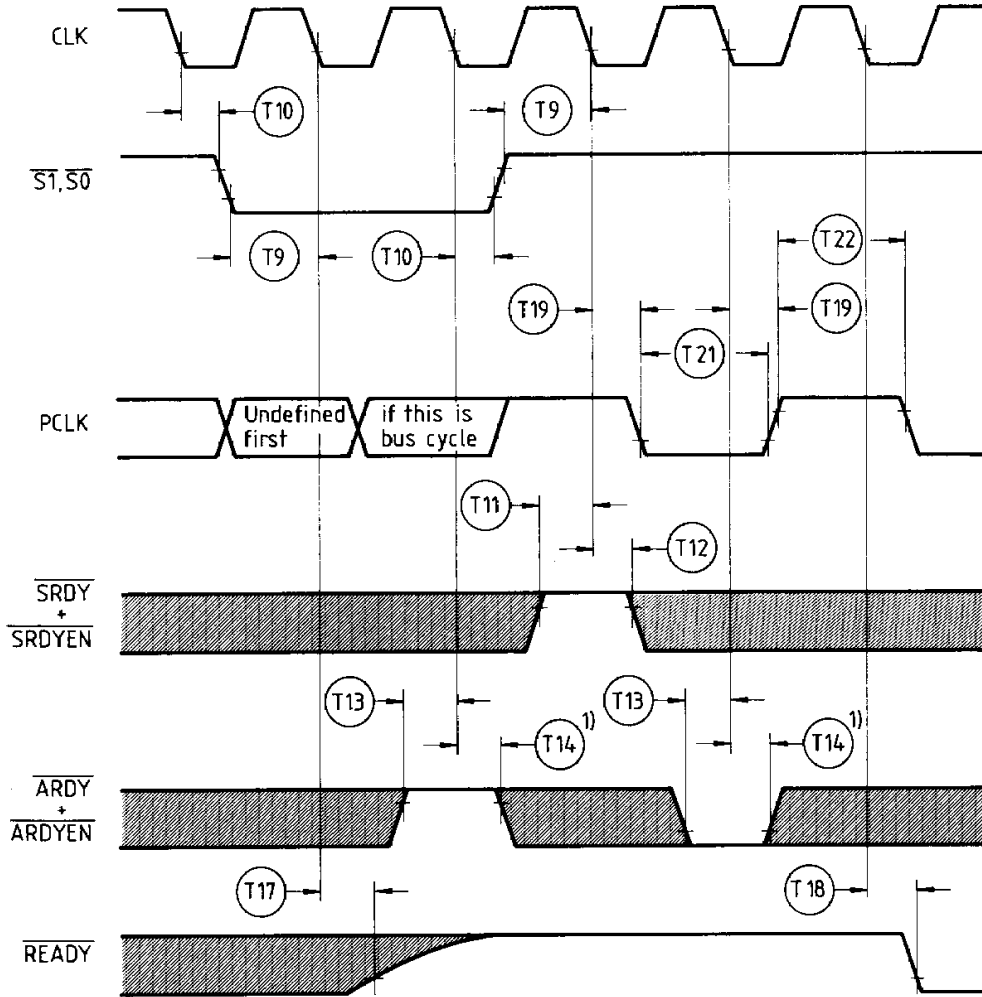 CLK
T10
T9
S1, S0
T9
T10
T22
T19
T19
T21
PCLK
Undefined
first
if this is
bus cycle
T11
T12
SRDY
+
SRDYEN
T13
T13
T14 1)
T14 1)
ARDY
+
ARDYEN
T17
T18
READY